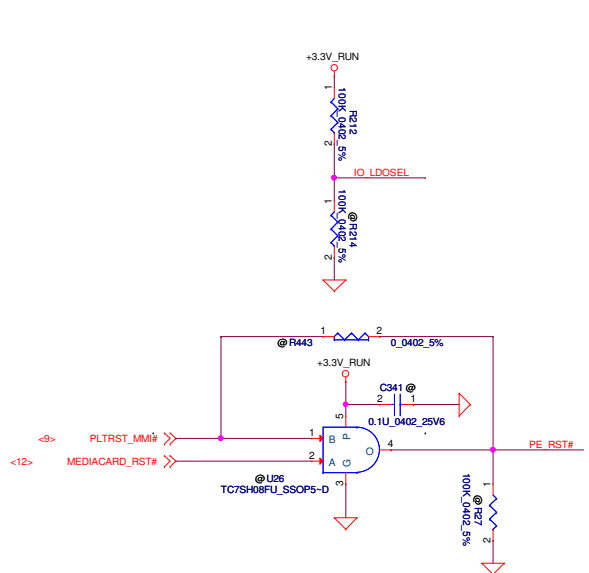 +3.3V_RUN
1
R212
100K_0402_5%
2
IO_LDOSEL
1
@ R214
100K_0402_5%
2
@ R443
1
2
0_0402_5%
+3.3V_RUN
C341 @
2
1
0.1U_0402_25V6
5
<9>
PLTRST_MMI#
1
B
P
4
O
PE_RST#
<12>
MEDIACARD_RST#
2
A
G
3
@ U26
TC7SH08FU_SSOP5~D
1
@ R27
100K_0402_5%
2